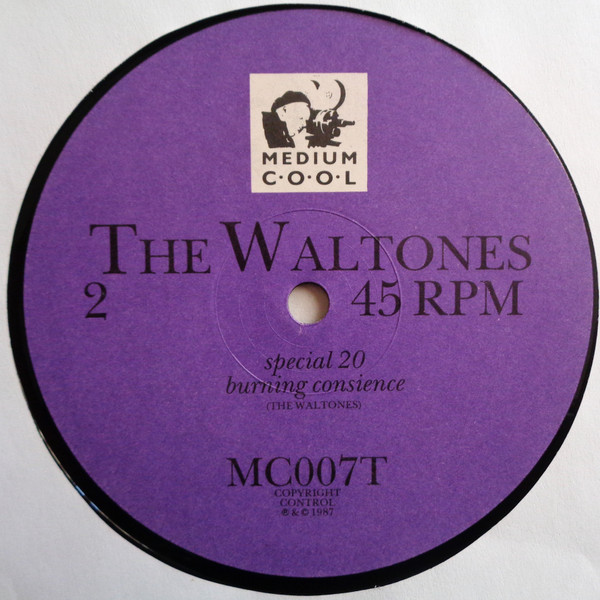 MEDIUM
C·O·O·L
THE WALTONES
2 45 RPM
special 20
burning consience
(THE WALTONES)
MC007T
COPYRIGHT
CONTROL
℗ & © 1987